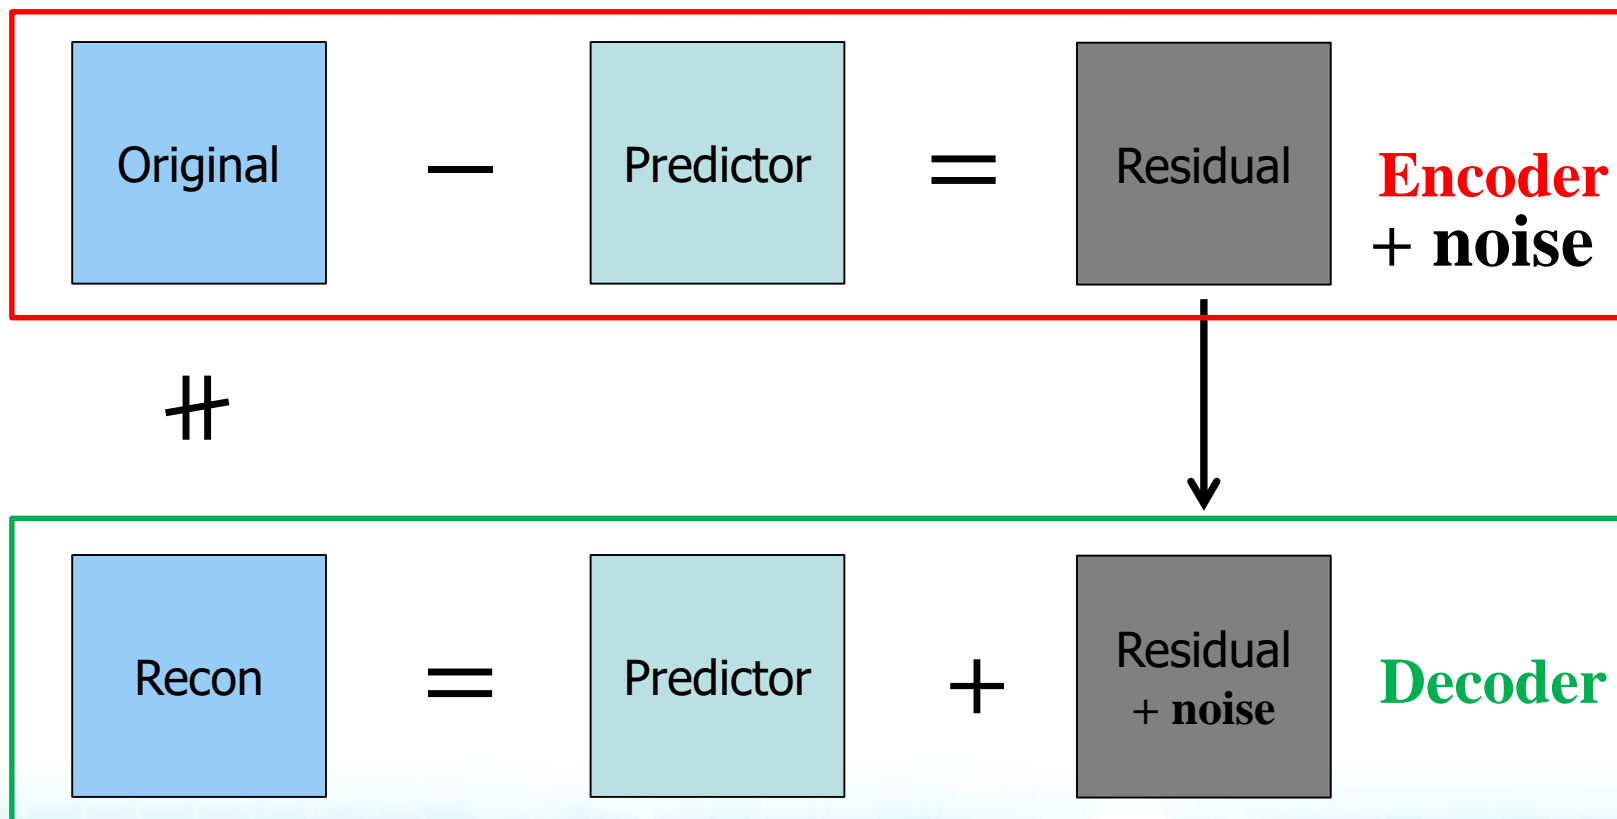 Original − Predictor = Residual Encoder
+ noise
∦
Recon = Predictor + Residual
+ noise Decoder